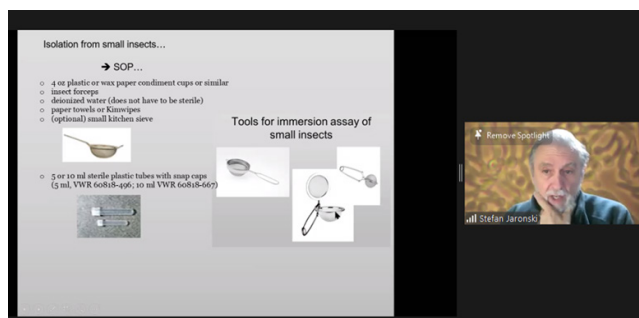 Isolation from small insects…
➔ SOP…
o 4 oz plastic or wax paper condiment cups or similar
o insect forceps
o deionized water (does not have to be sterile)
o paper towels or Kimwipes
o (optional) small kitchen sieve
o 5 or 10 ml sterile plastic tubes with snap caps
(5 ml, VWR 60818-496; 10 ml VWR 60818-667)
Tools for immersion assay of
small insects
Remove Spotlight
Stefan Jaronski